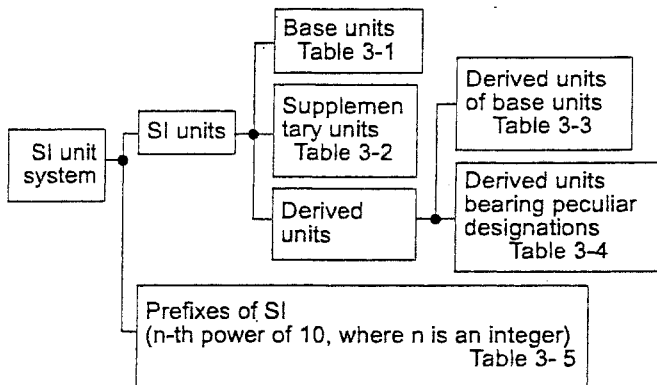 SI unit
system
SI units
Base units
Table 3-1
Supplemen
tary units
Table 3-2
Derived
units
Derived units
of base units
Table 3-3
Derived units
bearing peculiar
designations
Table 3-4
Prefixes of SI
(n-th power of 10, where n is an integer)
Table 3- 5